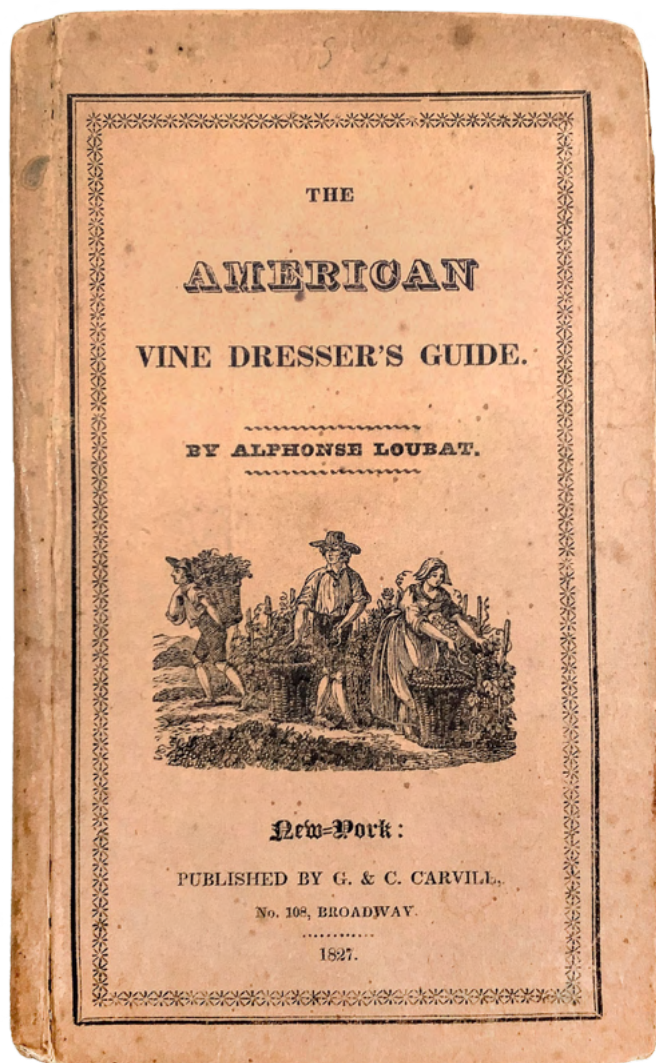 THE
AMERICAN
VINE DRESSER'S GUIDE.
BY ALPHONSE LOUBAT.
New=York:
PUBLISHED BY G. & C. CARVILL,
No. 108, BROADWAY.
1827.